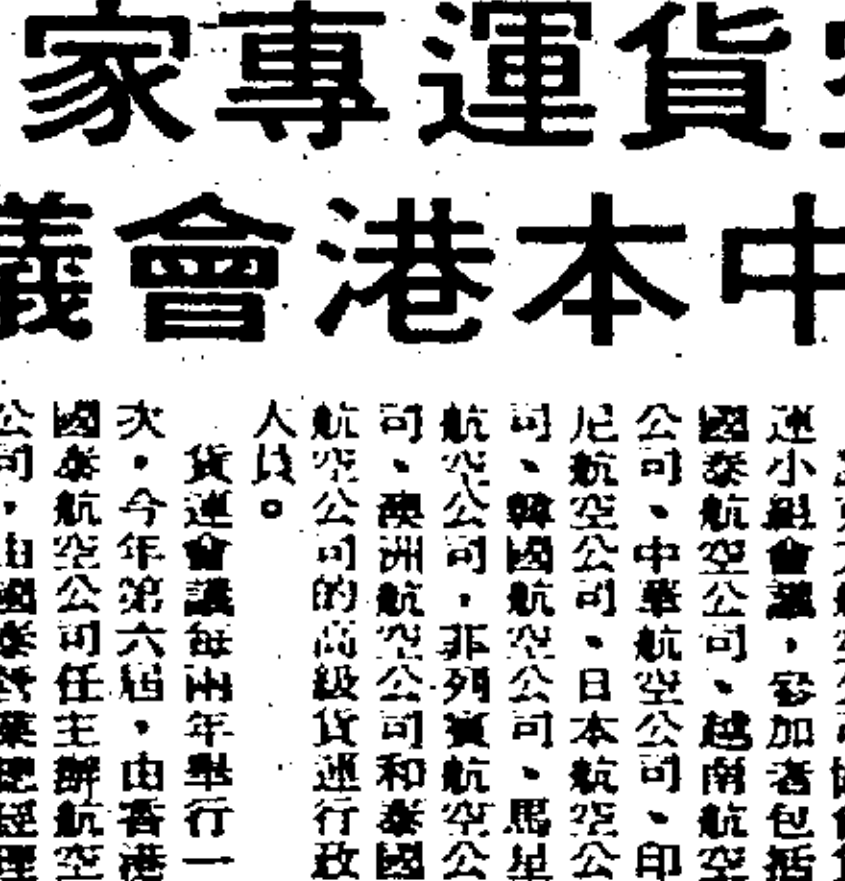 貨運專家
中本港會議
運小組會議，參加者包括
國泰航空公司、越南航空
公司、中華航空公司、印
尼航空公司、日本航空公
司、韓國航空公司、馬星
航空公司，菲列賓航空公
司、澳洲航空公司和泰國
航空公司的高級貨運行政
人員。
貨運會議每兩年舉行一
次，今年第六屆，由香港
國泰航空公司任主辦航空
公司，由國泰營業總經理